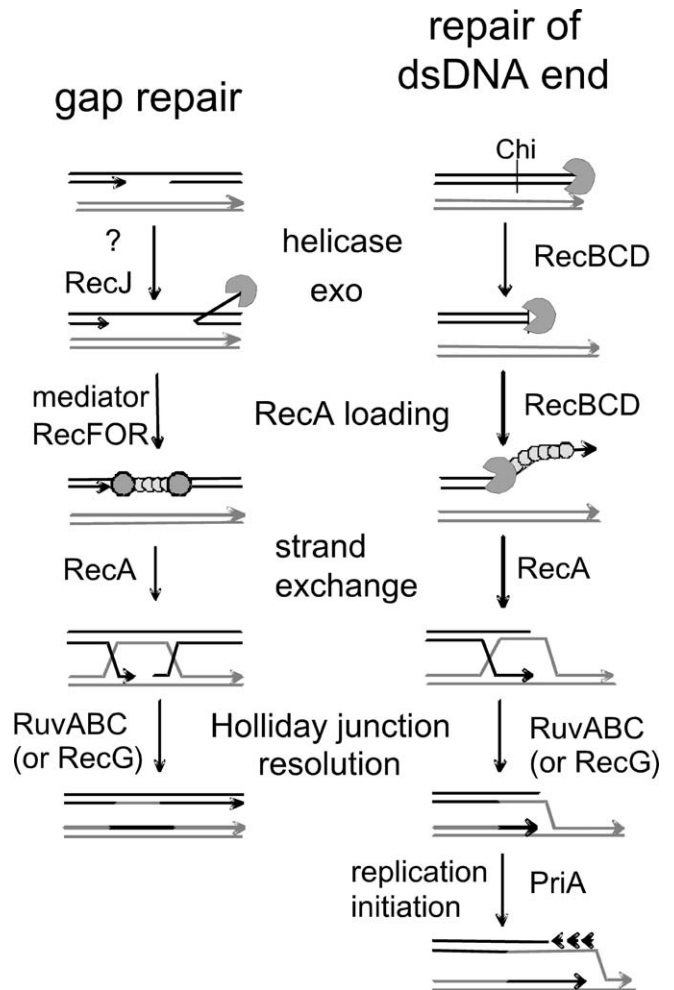 gap repair
repair of
dsDNA end
Chi
?
RecJ
helicase
exo
RecBCD
mediator
RecFOR
RecA loading
RecBCD
RecA
strand
exchange
RecA
RuvABC
(or RecG)
Holliday junction
resolution
RuvABC
(or RecG)
replication
initiation
PriA